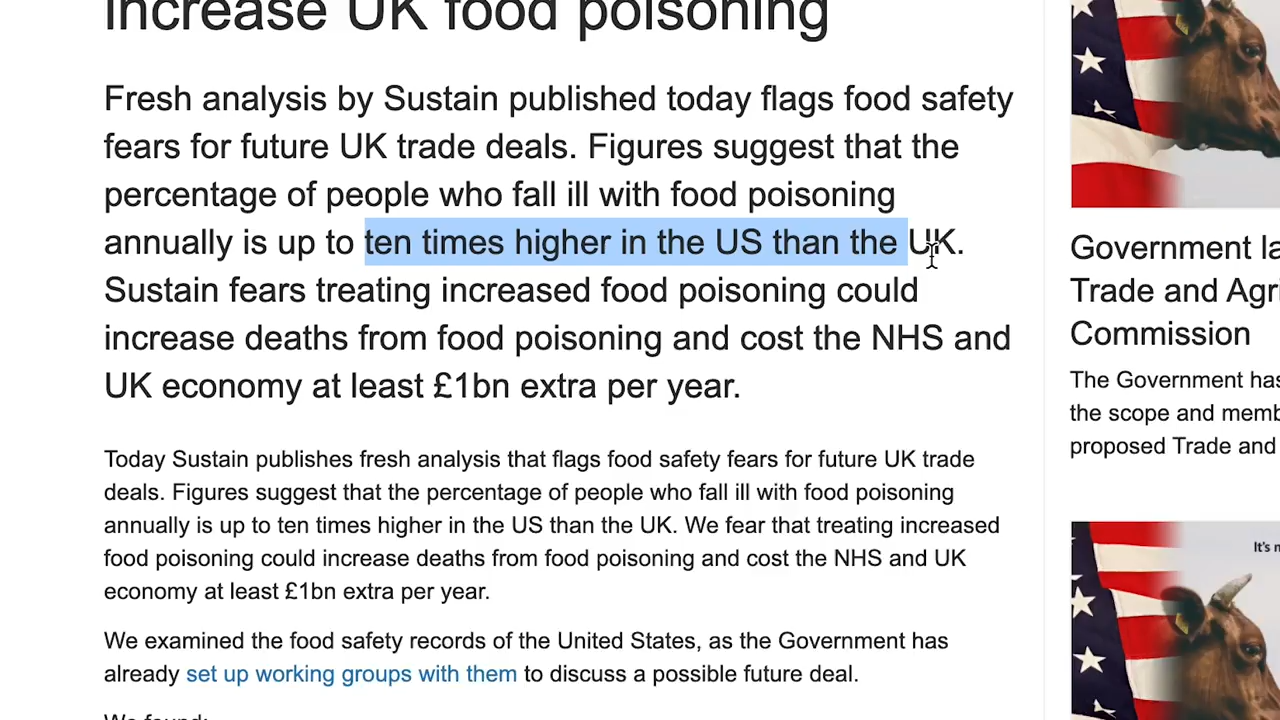 increase UK food poisoning
Fresh analysis by Sustain published today flags food safety
fears for future UK trade deals. Figures suggest that the
percentage of people who fall ill with food poisoning
annually is up to ten times higher in the US than the UK.
Sustain fears treating increased food poisoning could
increase deaths from food poisoning and cost the NHS and
UK economy at least £1bn extra per year.
Today Sustain publishes fresh analysis that flags food safety fears for future UK trade
deals. Figures suggest that the percentage of people who fall ill with food poisoning
annually is up to ten times higher in the US than the UK. We fear that treating increased
food poisoning could increase deaths from food poisoning and cost the NHS and UK
economy at least £1bn extra per year.
We examined the food safety records of the United States, as the Government has
already set up working groups with them to discuss a possible future deal.
We found:
Government la
Trade and Agri
Commission
The Government has
the scope and memb
proposed Trade and
It's n